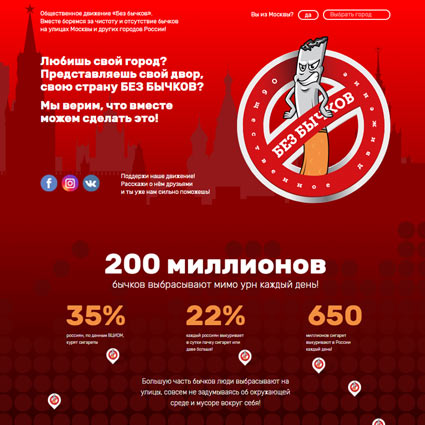 Общественное движение «Без бычков».
Вместе боремся за чистоту и отсутствие бычков
на улицах Москвы и других городов России!
Вы из Москвы?
да
Выбрать город
Любишь свой город?
Представляешь свой двор,
свою страну БЕЗ БЫЧКОВ?
Мы верим, что вместе
можем сделать это!
БЕЗ БЫЧКОВ
Общественное движение
Поддержи наше движение!
Расскажи о нём друзьями
и ты уже нам сильно поможешь!
200 миллионов
бычков выбрасывают мимо урн каждый день!
35%
22%
650
россиян, по данным ВЦИОМ,
курят сигареты
каждый россиян выкуривает
в сутки пачку сигарет или
даже больше!
миллионов сигарет
выкуривают в России
каждый день!
Большую часть бычков люди выбрасывают на
улицы, совсем не задумываясь об окружающей
среде и мусоре вокруг себя!